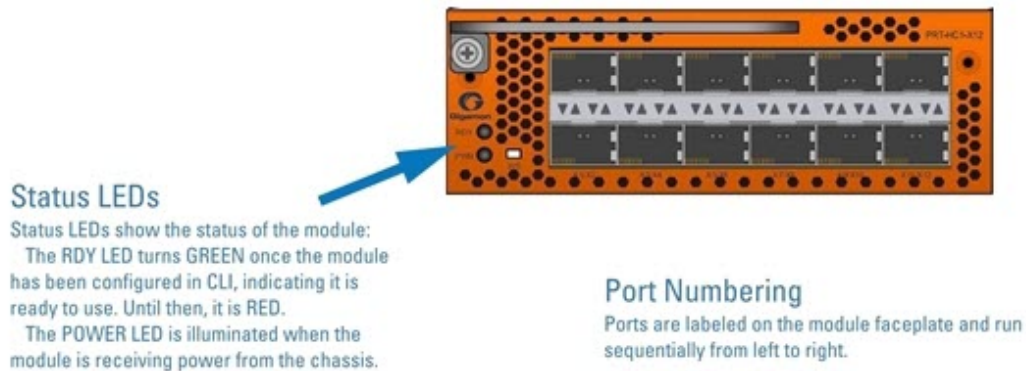 PRT-HC1-X12
Gigamon
RDY
PWR
Status LEDs
Status LEDs show the status of the module:
The RDY LED turns GREEN once the module
has been configured in CLI, indicating it is
ready to use. Until then, it is RED.
The POWER LED is illuminated when the
module is receiving power from the chassis.
Port Numbering
Ports are labeled on the module faceplate and run
sequentially from left to right.